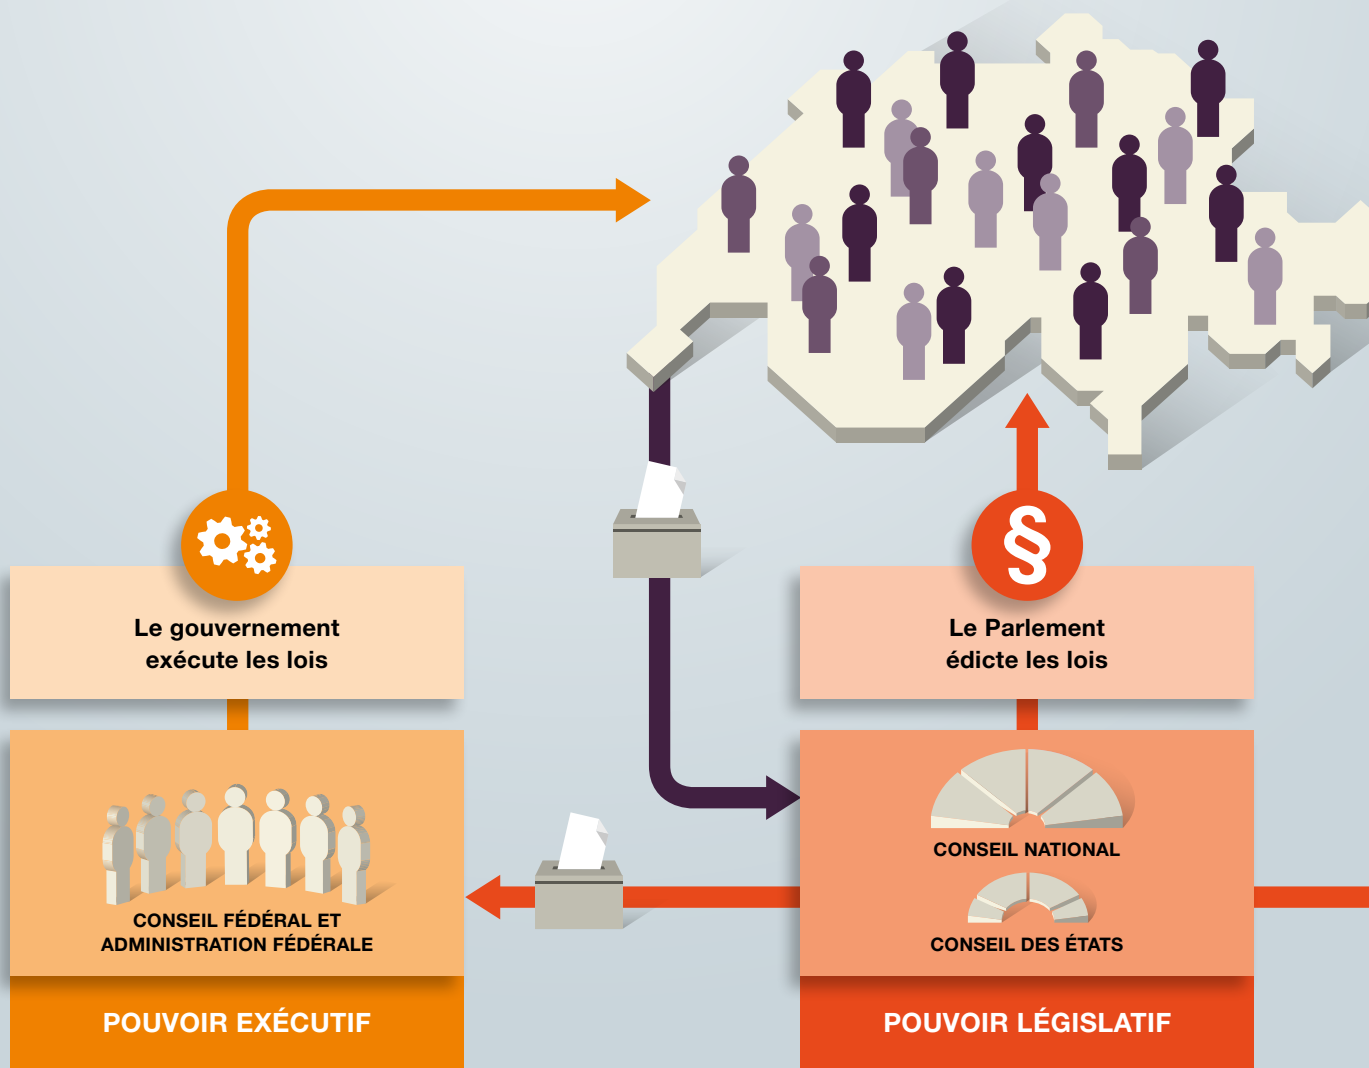 §
Le gouvernement
exécute les lois
Le Parlement
édicte les lois
CONSEIL NATIONAL
CONSEIL FÉDÉRAL ET
ADMINISTRATION FÉDÉRALE
CONSEIL DES ÉTATS
POUVOIR EXÉCUTIF
POUVOIR LÉGISLATIF